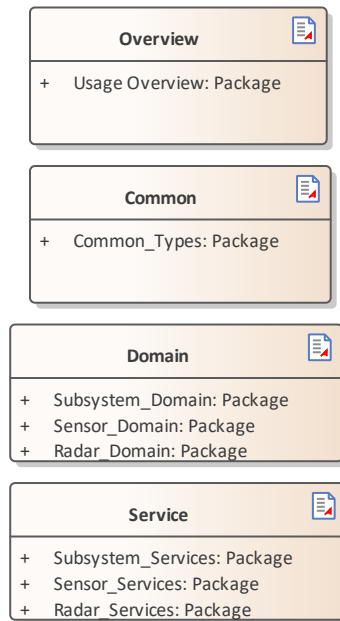 Overview
+ Usage Overview: Package
Common
+ Common_Types: Package
Domain
+ Subsystem_Domain: Package
+ Sensor_Domain: Package
+ Radar_Domain: Package
Service
+ Subsystem_Services: Package
+ Sensor_Services: Package
+ Radar_Services: Package